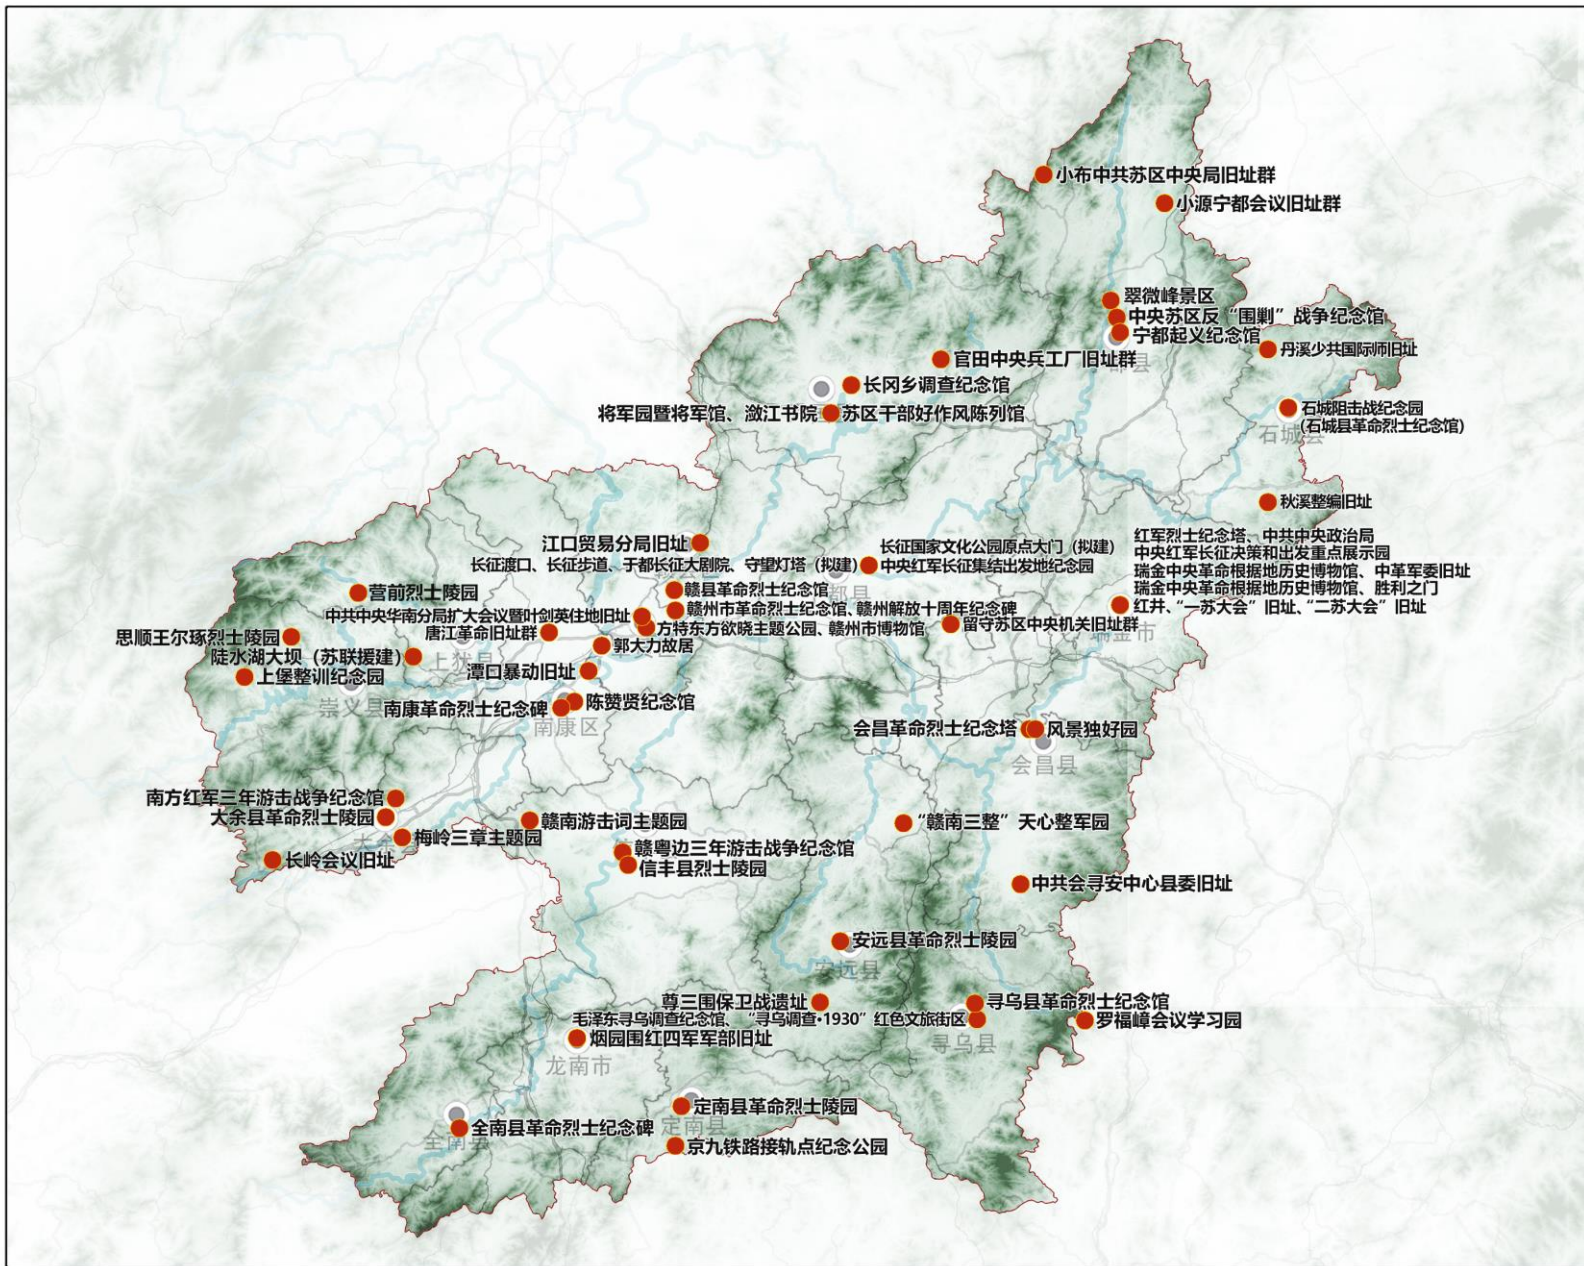 小布中共苏区中央局旧址群
小源宁都会议旧址群
翠微峰景区
中央苏区反“围剿”战争纪念馆
宁都起义纪念馆
都县
丹溪少共国际师旧址
官田中央兵工厂旧址群
长冈乡调查纪念馆
将军园暨将军馆、潋江书院
苏区干部好作风陈列馆
石城阻击战纪念园
(石城县革命烈士纪念馆)
石城县
秋溪整编旧址
红军烈士纪念塔、中共中央政治局
中央红军长征决策和出发重点展示园
瑞金中央革命根据地历史博物馆、中革军委旧址
瑞金中央革命根据地历史博物馆、胜利之门
红井、“一苏大会”旧址、“二苏大会”旧址
瑞金市
江口贸易分局旧址
长征国家文化公园原点大门（拟建）
长征渡口、长征步道、于都长征大剧院、守望灯塔（拟建）
中央红军长征集结出发地纪念园
都县
营前烈士陵园
赣县革命烈士纪念馆
赣州市革命烈士纪念馆、赣州解放十周年纪念碑
中共中央华南分局扩大会议暨叶剑英住地旧址
方特东方欲晓主题公园、赣州市博物馆
留守苏区中央机关旧址群
唐江革命旧址群
思顺王尔琢烈士陵园
郭大力故居
陡水湖大坝（苏联援建）
上犹县
上堡整训纪念园
潭口暴动旧址
崇义县
陈赞贤纪念馆
南康革命烈士纪念碑
南康区
会昌革命烈士纪念塔
风景独好园
会昌县
南方红军三年游击战争纪念馆
大余县革命烈士陵园
梅岭三章主题园
长岭会议旧址
赣南游击词主题园
赣粤边三年游击战争纪念馆
信丰县烈士陵园
“赣南三整”天心整军园
中共会寻安中心县委旧址
安远县革命烈士陵园
安远县
尊三围保卫战遗址
寻乌县革命烈士纪念馆
毛泽东寻乌调查纪念馆、“寻乌调查·1930”红色文旅街区
罗福嶂会议学习园
寻乌县
烟园围红四军军部旧址
龙南市
定南县革命烈士陵园
定南县
全南县革命烈士纪念碑
全南县
京九铁路接轨点纪念公园